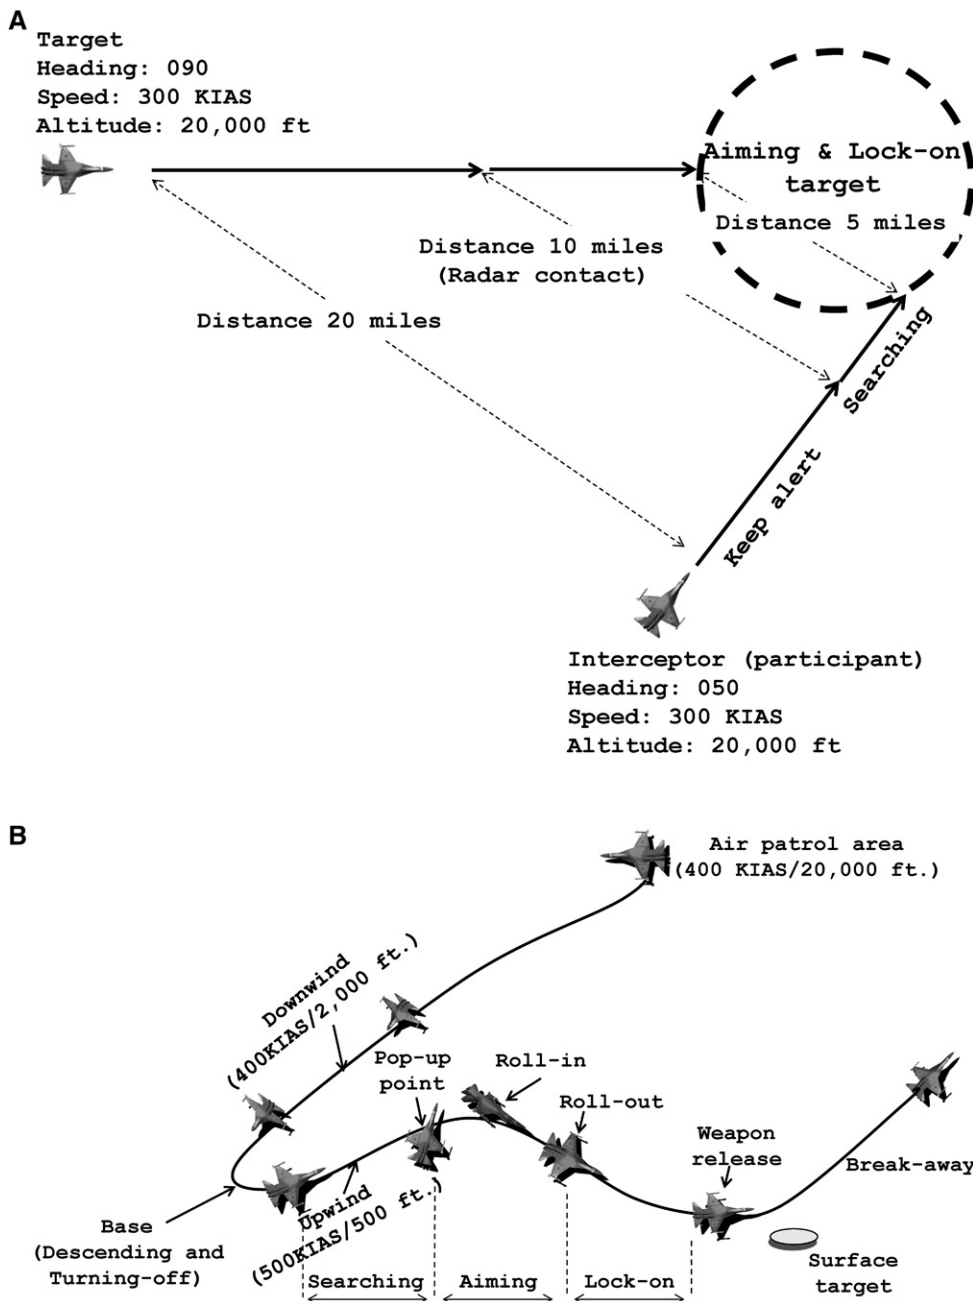 A
Target
Heading: 090
Speed: 300 KIAS
Altitude: 20,000 ft
Aiming & Lock-on
target
Distance 5 miles
Distance 10 miles
(Radar contact)
Distance 20 miles
Searching
Keep alert
Interceptor (participant)
Heading: 050
Speed: 300 KIAS
Altitude: 20,000 ft
B
Air patrol area
(400 KIAS/20,000 ft.)
Downwind
(400KIAS/2,000 ft.)
Pop-up
point
Roll-in
Roll-out
Weapon
release
Break-away
Base
(Descending and
Turning-off)
Upwind
(500KIAS/500 ft.)
Surface
target
Searching
Aiming
Lock-on